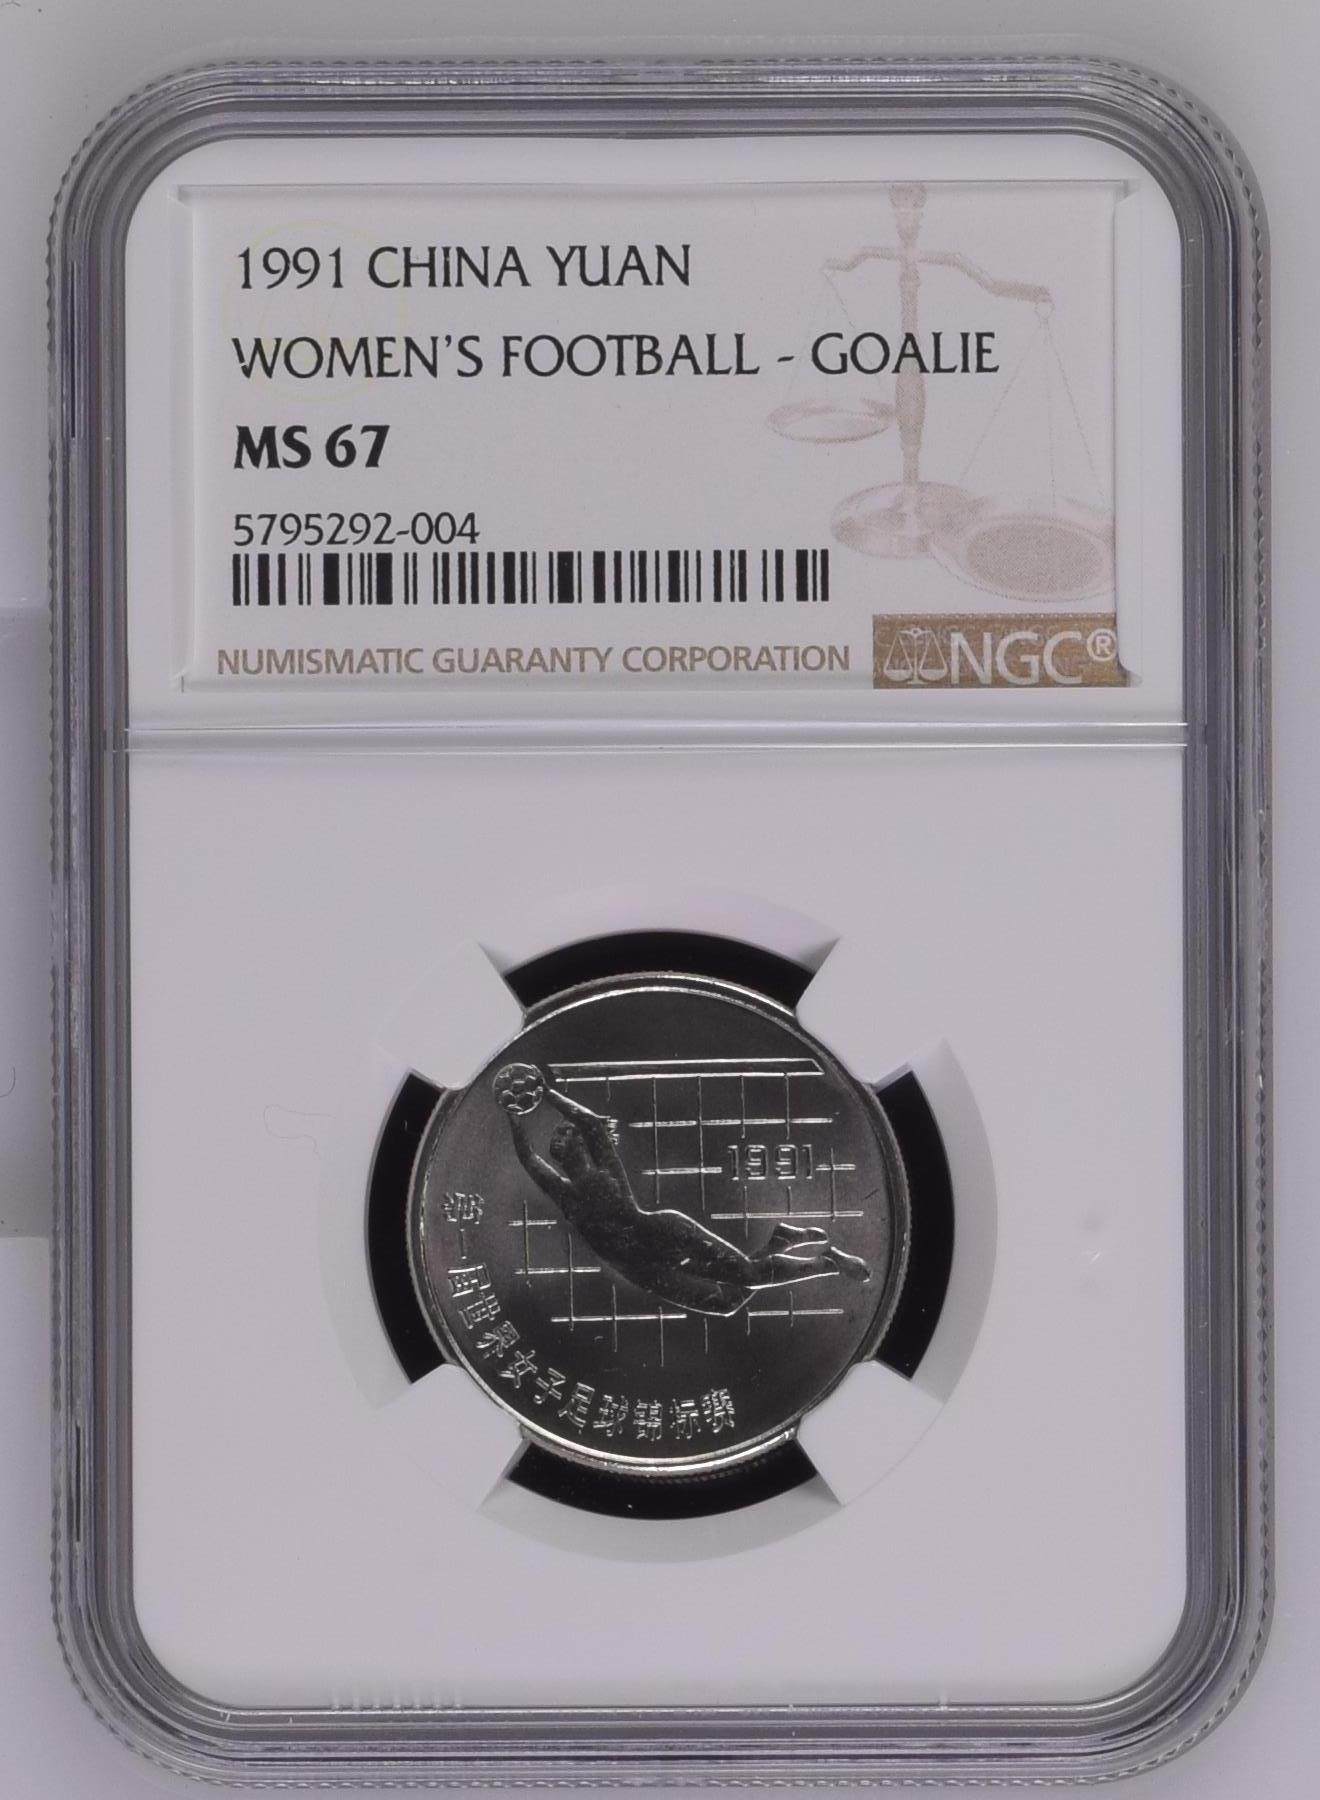 1991 CHINA YUAN
WOMEN'S FOOTBALL - GOALIE
MS 67
5795292-004
NUMISMATIC GUARANTY CORPORATION
NGC®
1991
第一届世界女子足球锦标赛